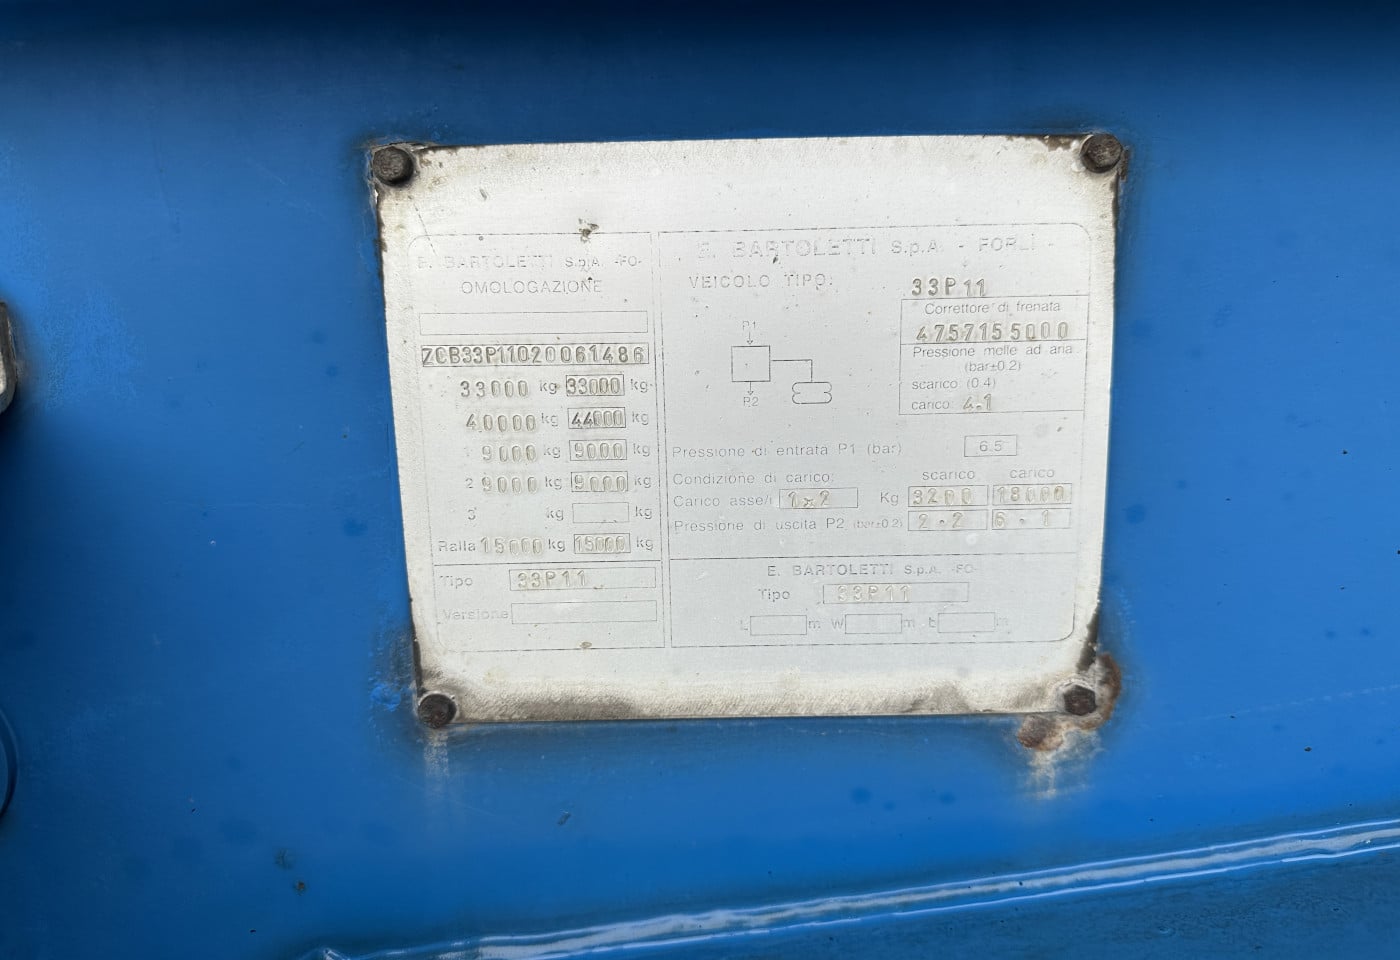 E. BARTOLETTI S.p.A. -FO-
OMOLOGAZIONE
ZCB33P11020061486
33000 kg 33000 kg
40000 kg 44000 kg
1 9000 kg 9000 kg
2 9000 kg 9000 kg
3 kg kg
Ralla 15000 kg 15000 kg
Tipo 33P11
Versione
E. BARTOLETTI S.p.A. - FORLI -
VEICOLO TIPO: 33P11
Correttore di frenata
4757155000
Pressione molle ad aria
(bar±0.2)
scarico (0.4)
carico 4.1
P1
P2
Pressione di entrata P1 (bar) 6.5
Condizione di carico: scarico carico
Carico asse/i 1x2 Kg 3200 18000
Pressione di uscita P2 (bar±0.2) 2.2 6.1
E. BARTOLETTI S.p.A. -FO-
Tipo 33P11
L m W m t m